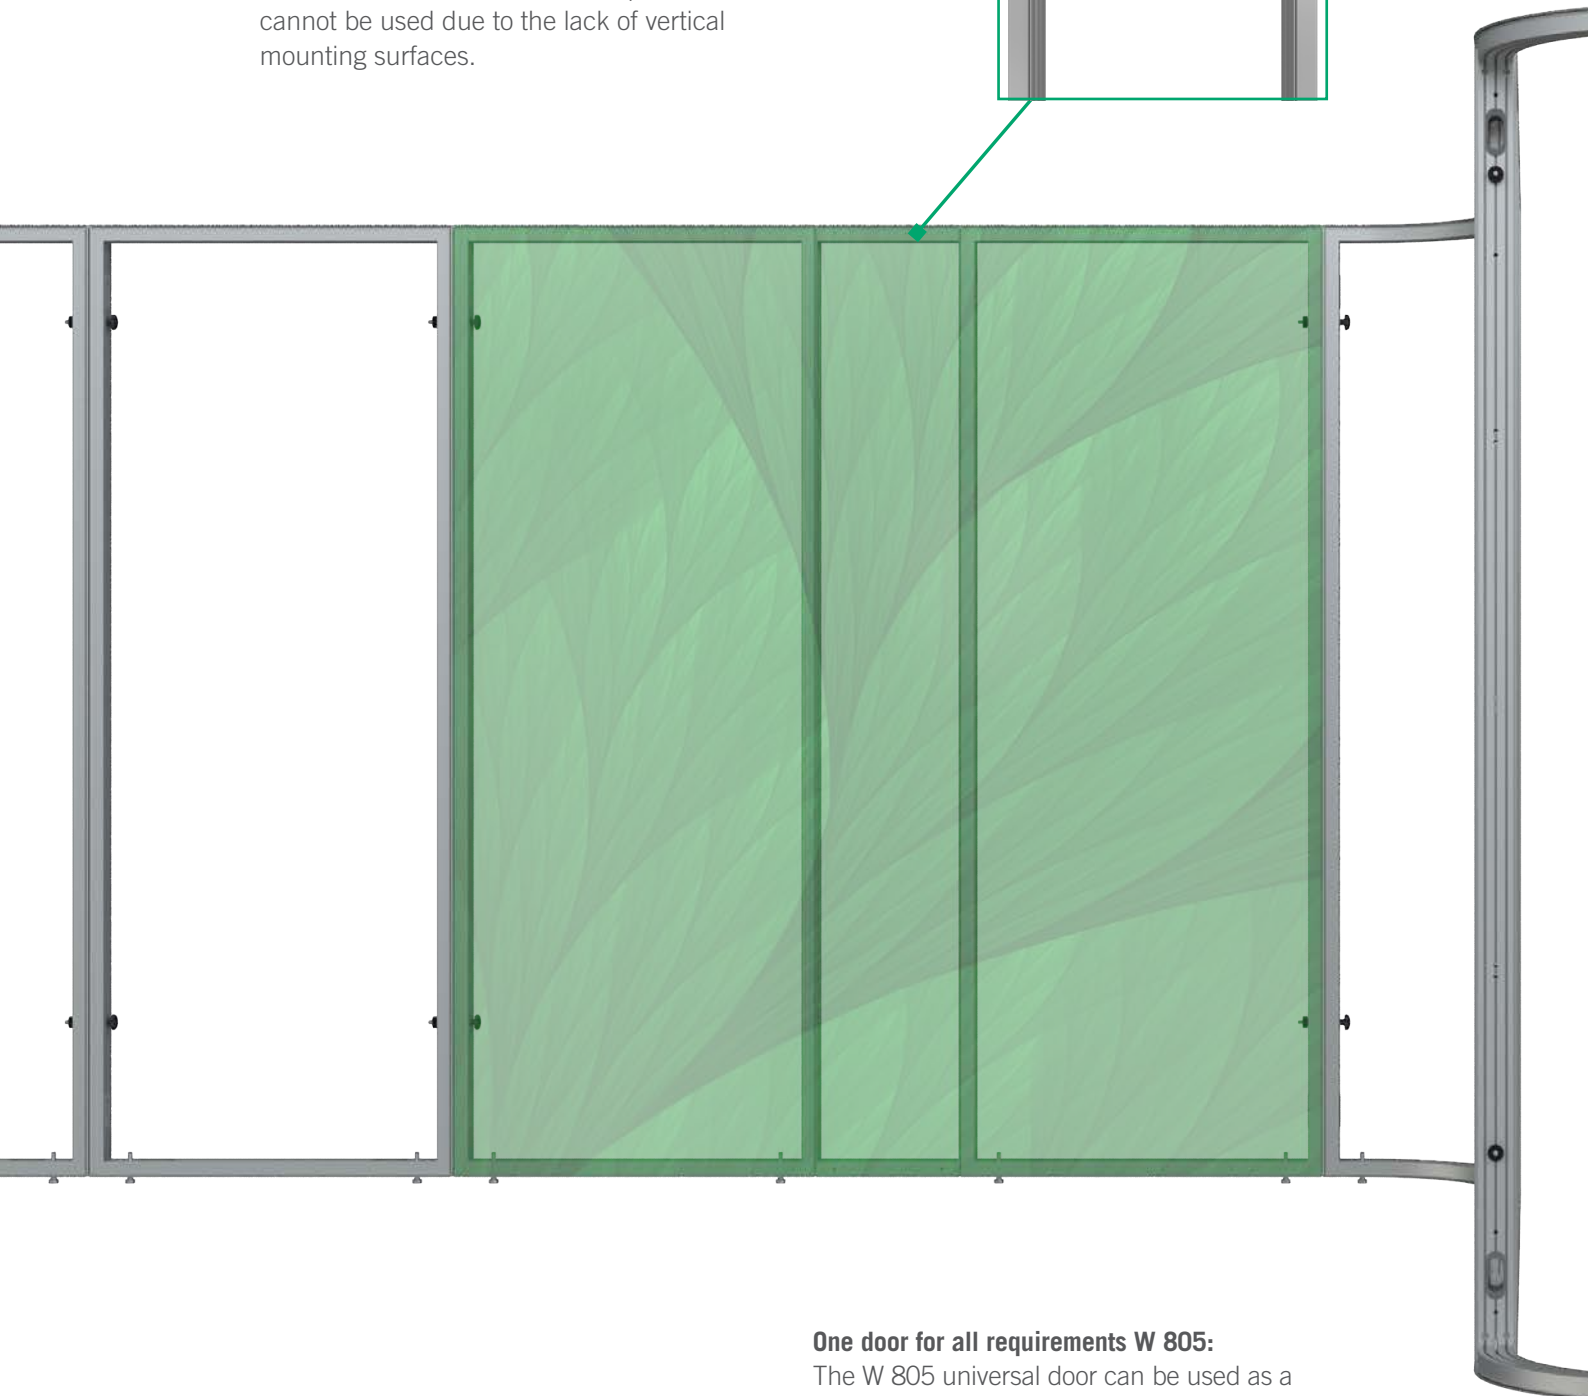 cannot be used due to the lack of vertical
mounting surfaces.
One door for all requirements W 805:
The W 805 universal door can be used as a